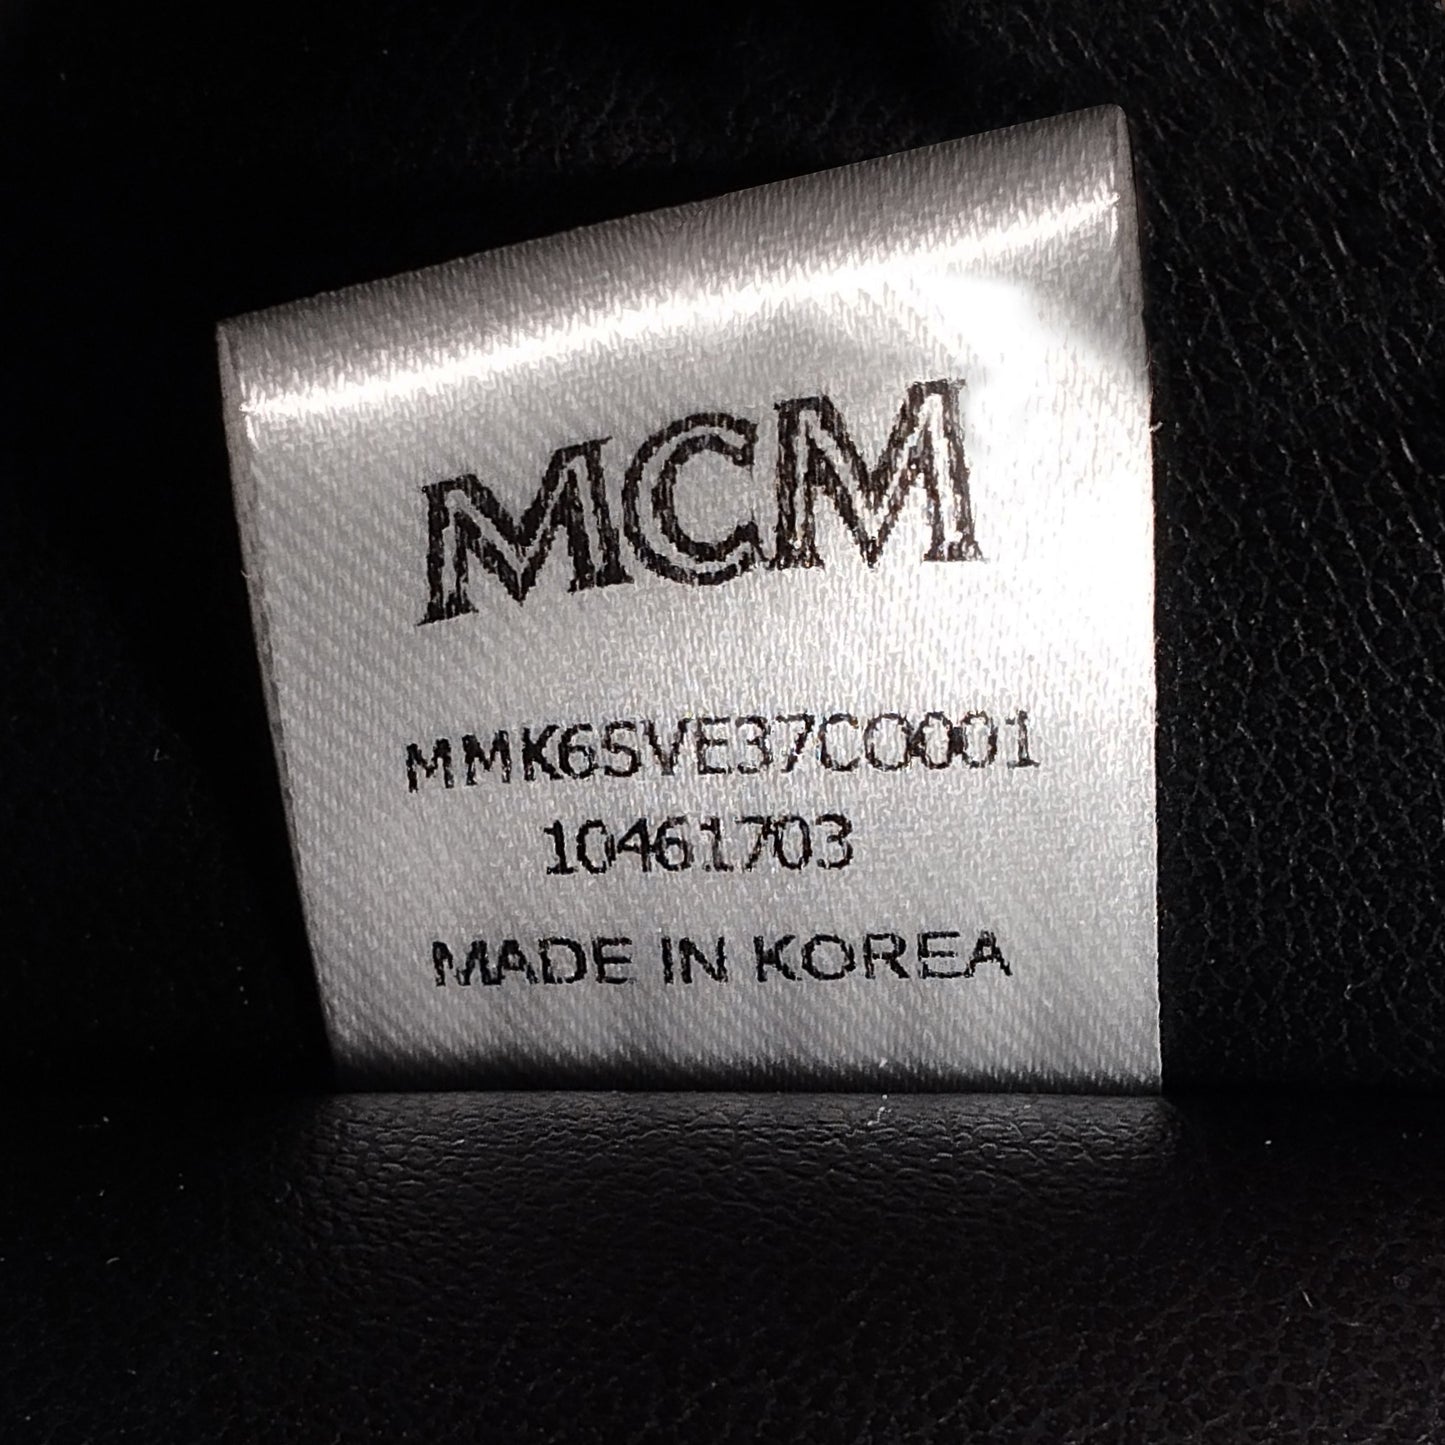 MCM
MMK6SVE37CO001
10461703
MADE IN KOREA